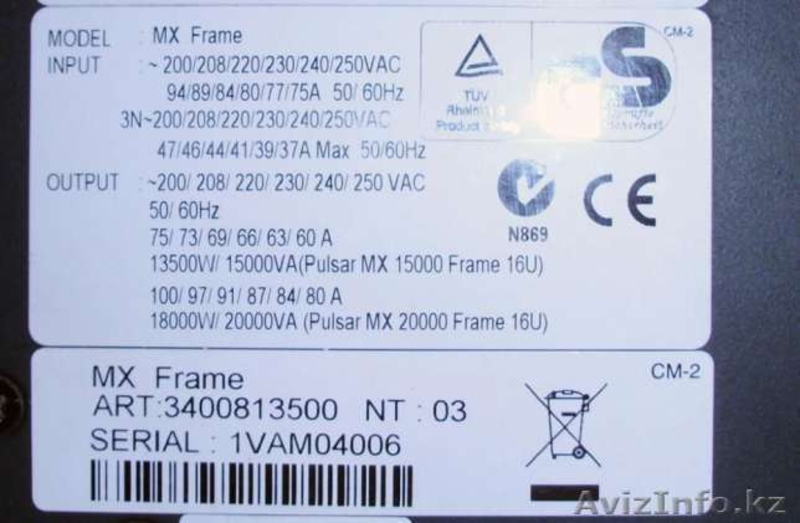 MODEL : MX Frame
INPUT : ~ 200/208/220/230/240/250VAC
94/89/84/80/77/75A 50/ 60Hz
3N~200/208/220/230/240/250VAC
47/46/44/41/39/37A Max 50/60Hz
OUTPUT : ~200/ 208/ 220/ 230/ 240/ 250 VAC
50/ 60Hz
75/ 73/ 69/ 66/ 63/ 60 A
13500W/ 15000VA(Pulsar MX 15000 Frame 16U)
100/ 97/ 91/ 87/ 84/ 80 A
18000W/ 20000VA (Pulsar MX 20000 Frame 16U)
CM-2
TÜV
Product
S
N869
CE
MX Frame
ART:3400813500 NT : 03
SERIAL : 1VAM04006
CM-2
AvizInfo.kz